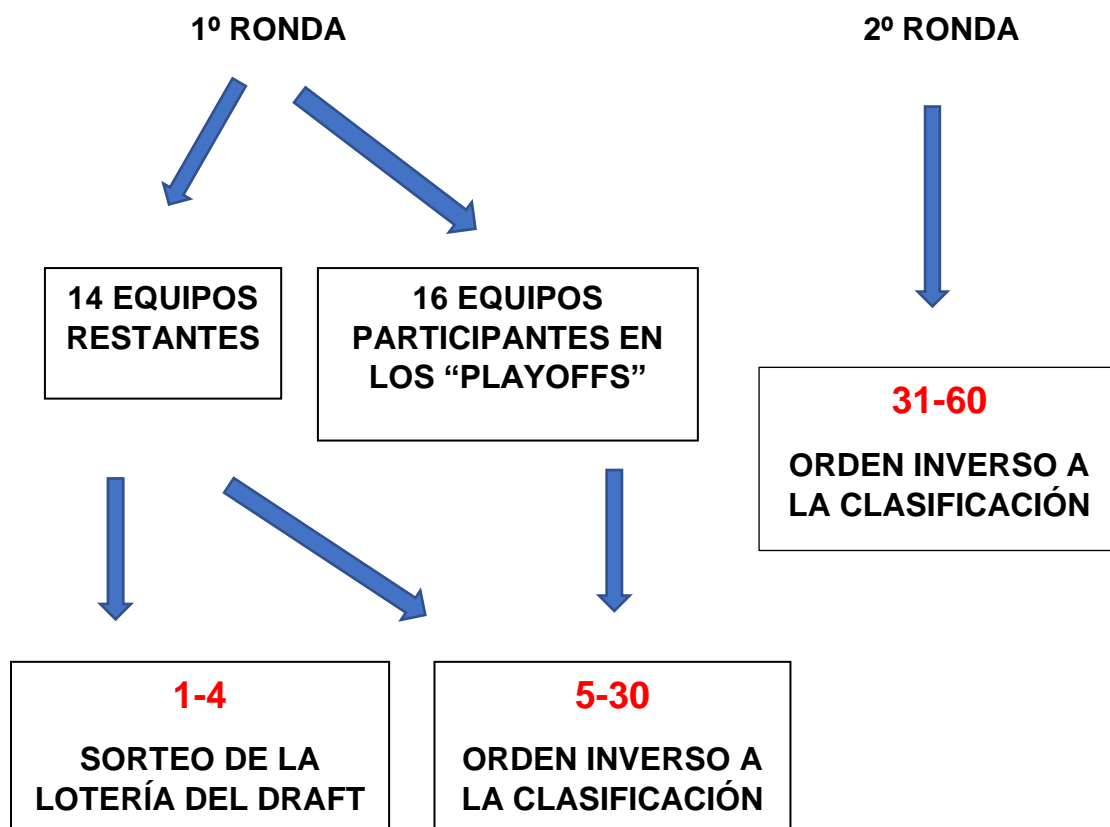 1º RONDA
2º RONDA
14 EQUIPOS
RESTANTES
16 EQUIPOS
PARTICIPANTES EN
LOS “PLAYOFFS”
31-60
ORDEN INVERSO A
LA CLASIFICACIÓN
1-4
SORTEO DE LA
LOTERÍA DEL DRAFT
5-30
ORDEN INVERSO A
LA CLASIFICACIÓN